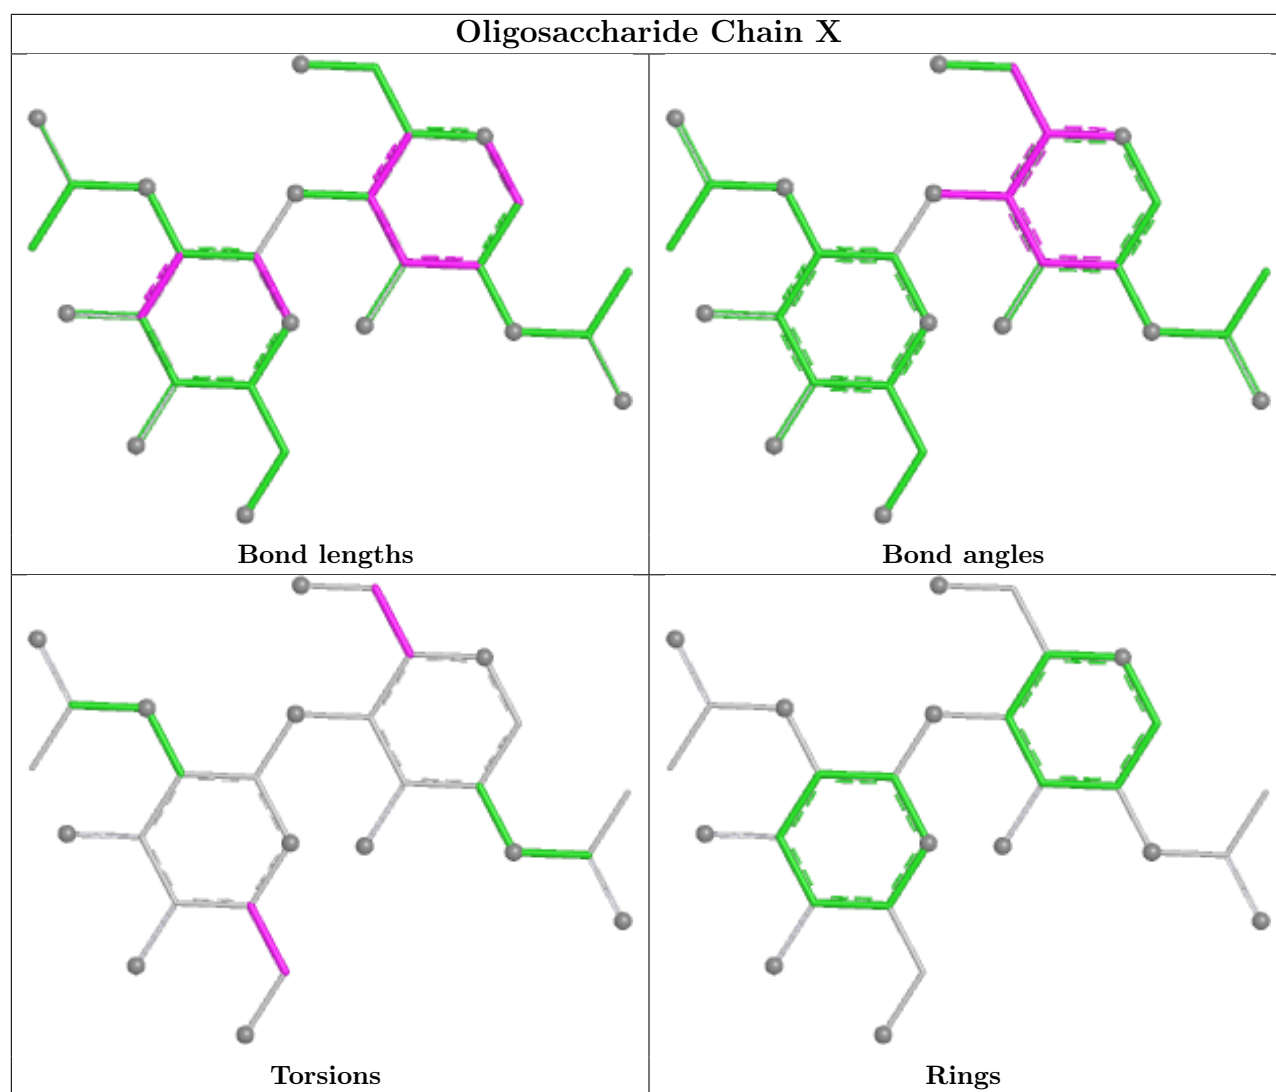 Oligosaccharide Chain X
Bond lengths
Bond angles
Torsions
Rings